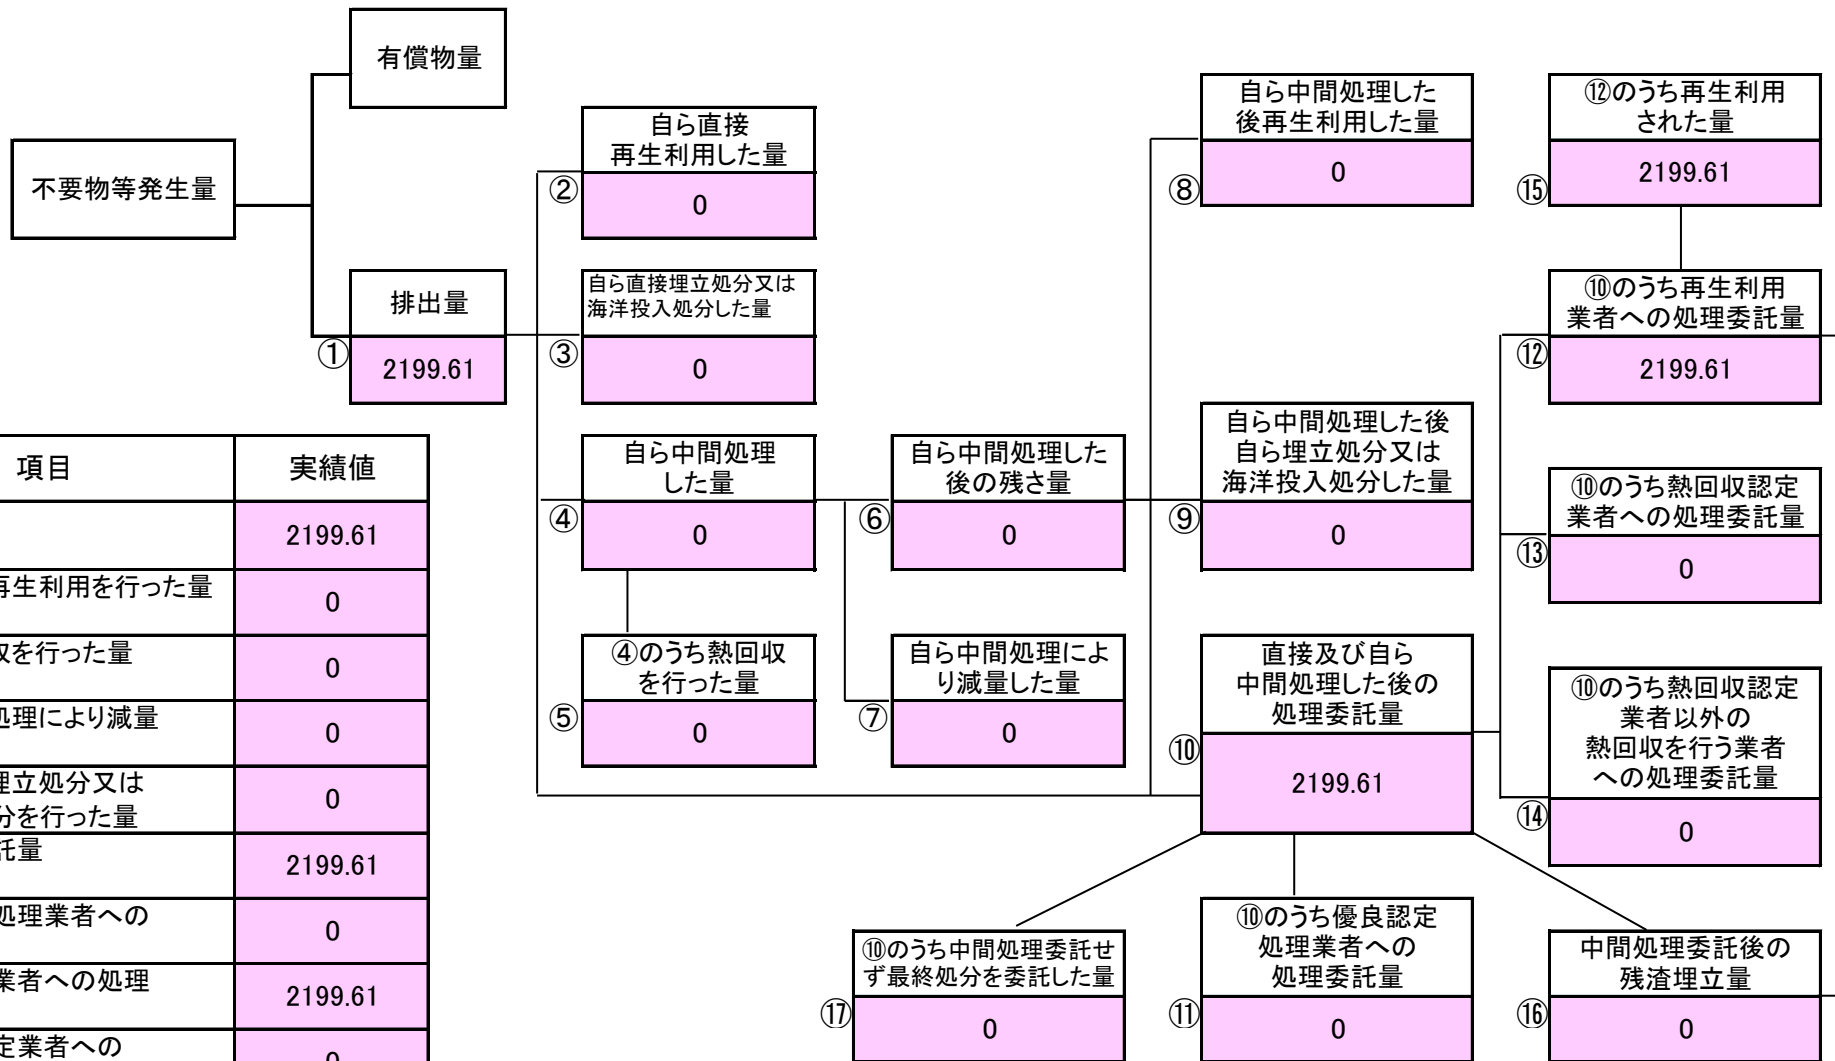 有償物量
不要物等発生量
排出量
①
2199.61
自ら直接
再生利用した量
②
0
自ら直接埋立処分又は
海洋投入処分した量
③
0
自ら中間処理
した量
④
0
④のうち熱回収
を行った量
⑤
0
自ら中間処理した
後の残さ量
⑥
0
自ら中間処理によ
り減量した量
⑦
0
自ら中間処理した
後再生利用した量
⑧
0
自ら中間処理した後
自ら埋立処分又は
海洋投入処分した量
⑨
0
直接及び自ら
中間処理した後の
処理委託量
⑩
2199.61
⑫のうち再生利用
された量
⑮
2199.61
⑩のうち再生利用
業者への処理委託量
⑫
2199.61
⑩のうち熱回収認定
業者への処理委託量
⑬
0
⑩のうち熱回収認定
業者以外の
熱回収を行う業者
への処理委託量
⑭
0
⑩のうち中間処理委託せ
ず最終処分を委託した量
⑰
0
⑩のうち優良認定
処理業者への
処理委託量
⑪
0
中間処理委託後の
残渣埋立量
⑯
0
項目 実績値
2199.61
再生利用を行った量
0
を行った量
0
処理により減量
0
埋立処分又は
分を行った量
0
託量
2199.61
処理業者への
0
業者への処理
2199.61
定業者への
0